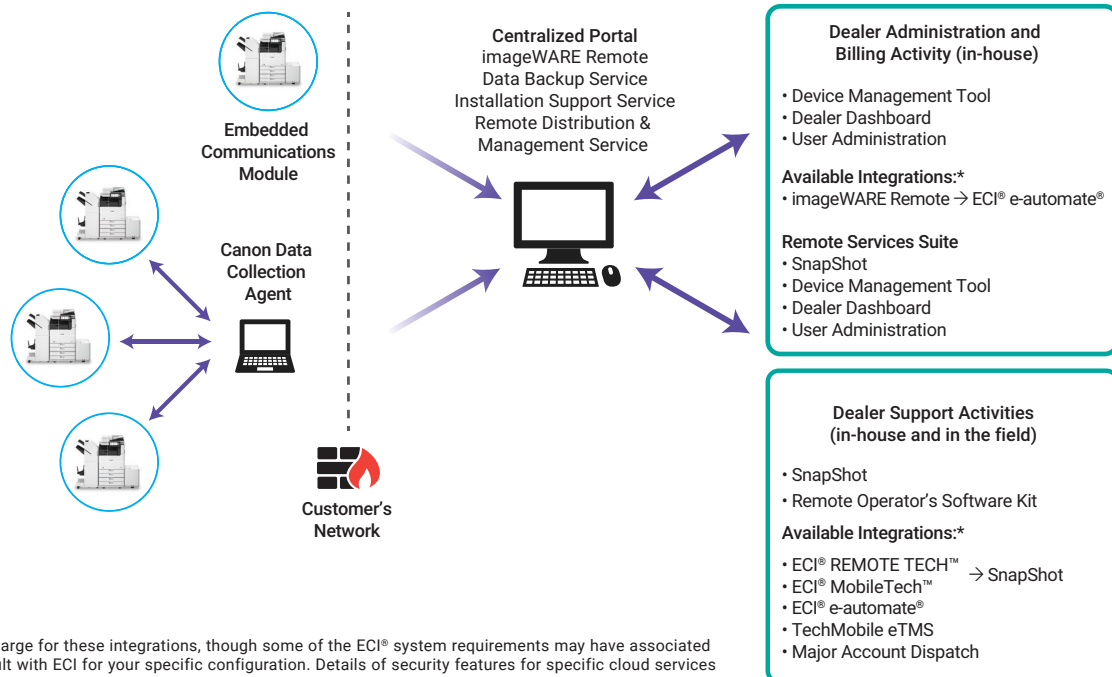 Embedded
Communications
Module
Canon Data
Collection
Agent
Customer's
Network
Centralized Portal
imageWARE Remote
Data Backup Service
Installation Support Service
Remote Distribution &
Management Service
Dealer Administration and
Billing Activity (in-house)
• Device Management Tool
• Dealer Dashboard
• User Administration
Available Integrations:*
• imageWARE Remote → ECI® e-automate®
Remote Services Suite
• SnapShot
• Device Management Tool
• Dealer Dashboard
• User Administration
Dealer Support Activities
(in-house and in the field)
• SnapShot
• Remote Operator's Software Kit
Available Integrations:*
• ECI® REMOTE TECH™
• ECI® MobileTech™
→ SnapShot
• ECI® e-automate®
• TechMobile eTMS
• Major Account Dispatch
for these integrations, though some of the ECI® system requirements may have associated
with ECI for your specific configuration. Details of security features for specific cloud services